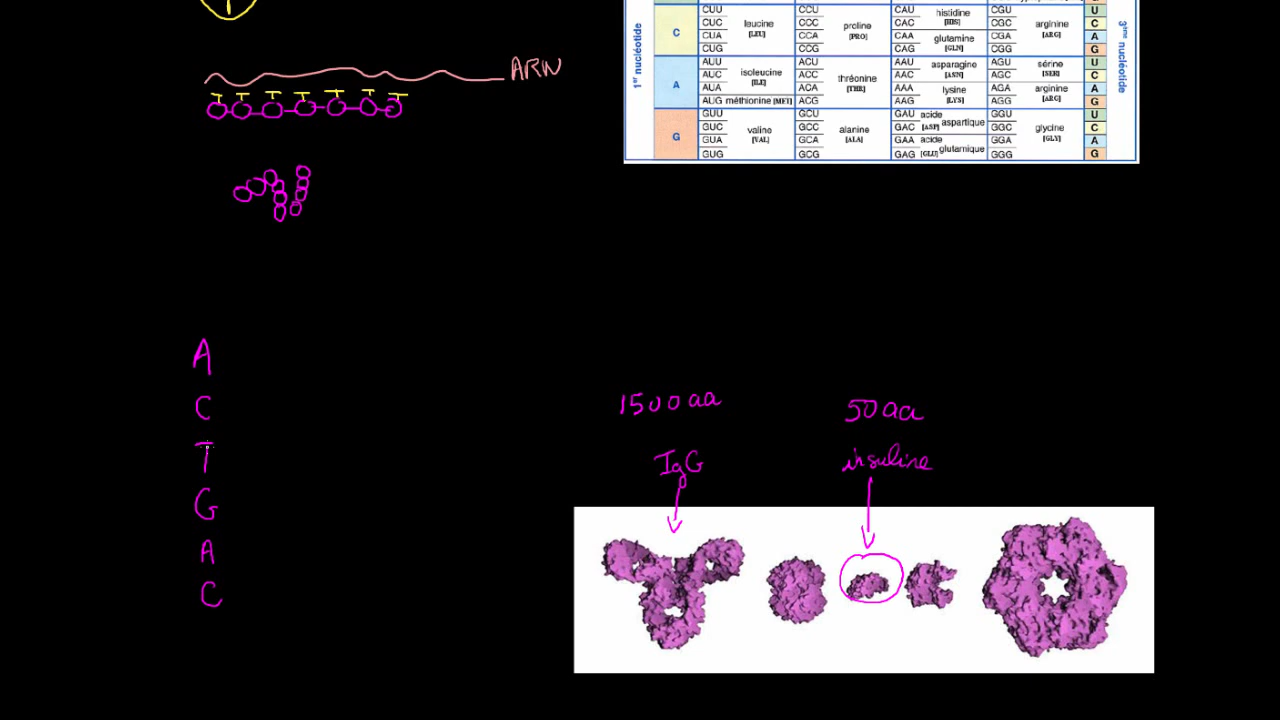 G
CUU CCU CAU histidine CGU U
CUC leucine CCC proline CAC [HIS] CGC arginine C
C CUA [LEU] CCA [PRO] CAA glutamine CGA [ARG] A
CUG CCG CAG [GLN] CGG G
AUU ACU AAU asparagine AGU sérine U
AUC isoleucine ACC thréonine AAC [ASN] AGC [SER] C
A AUA [ILE] ACA [THR] AAA lysine AGA arginine A
AUG méthionine [MET] ACG AAG [LYS] AGG [ARG] G
GUU GCU GAU acide GGU U
GUC valine GCC alanine GAC [ASP] aspartique GGC glycine C
G GUA [VAL] GCA [ALA] GAA acide GGA [GLY] A
GUG GCG GAG [GLU] glutamique GGG G
1er nucléotide
3ème nucléotide
ARN
A
C
T
G
A
C
1500 aa
50 aa
IgG
insuline